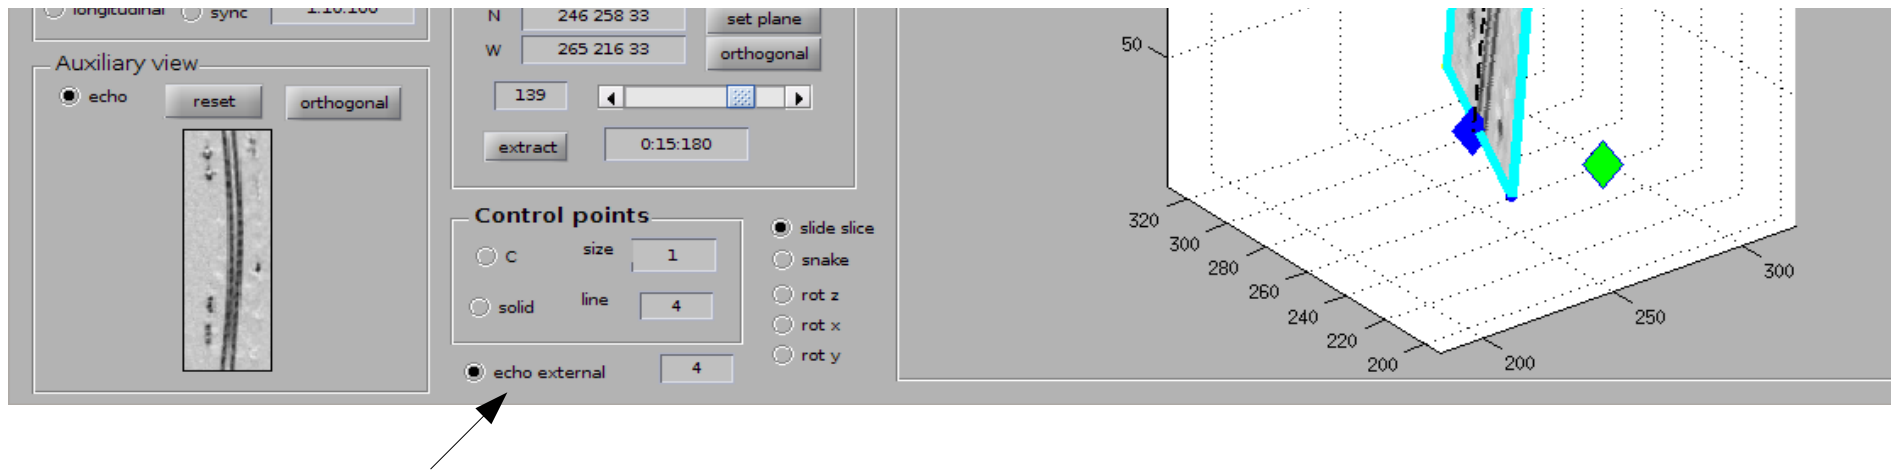 longitudinal
sync
1:10:100
Auxiliary view
echo
reset
orthogonal
N
246 258 33
set plane
W
265 216 33
orthogonal
139
extract
0:15:180
Control points
C
size
1
solid
line
4
echo external
4
slide slice
snake
rot z
rot x
rot y
50
320
300
280
260
240
220
200
200
250
300